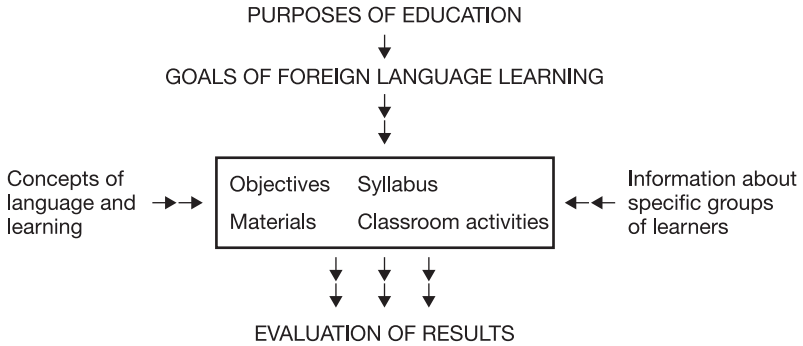 PURPOSES OF EDUCATION
GOALS OF FOREIGN LANGUAGE LEARNING
Concepts of
language and
learning
Objectives Syllabus
Materials Classroom activities
Information about
specific groups
of learners
EVALUATION OF RESULTS